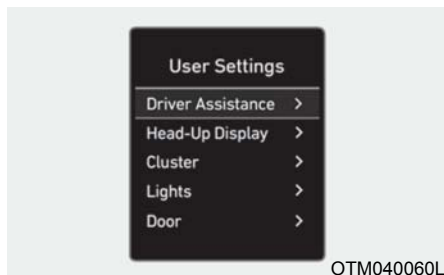 User Settings
Driver Assistance >
Head-Up Display >
Cluster >
Lights >
Door >
OTM040060L